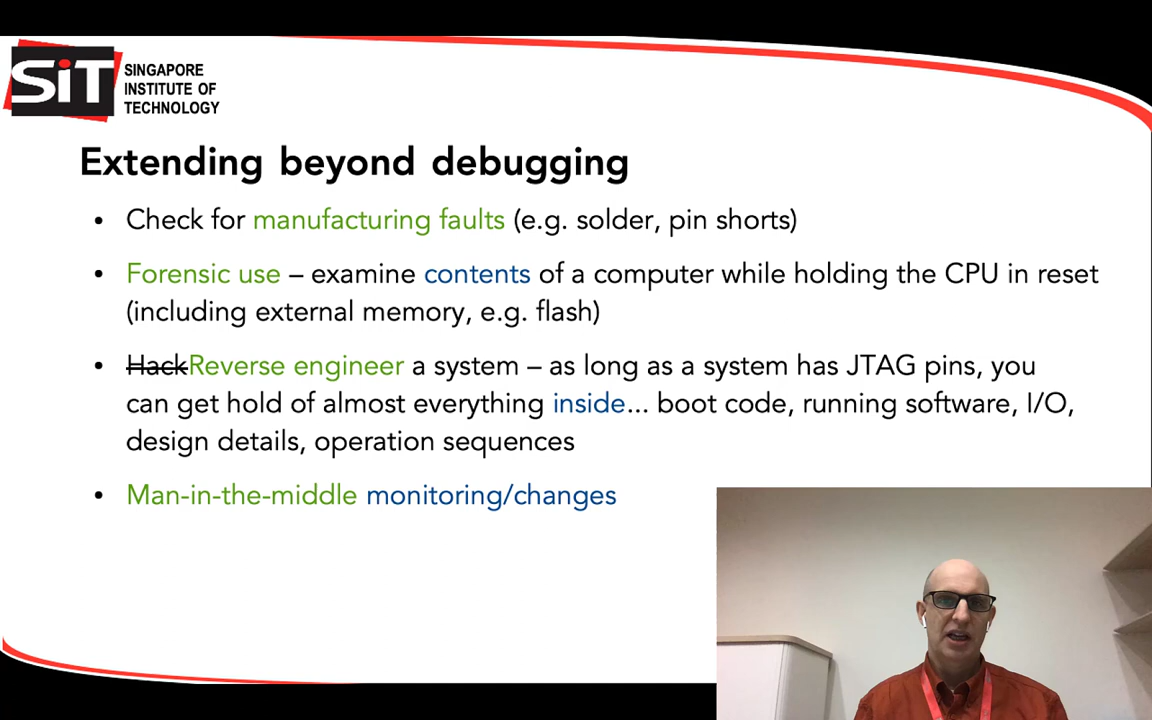 SiT
SINGAPORE
INSTITUTE OF
TECHNOLOGY
Extending beyond debugging
• Check for manufacturing faults (e.g. solder, pin shorts)
• Forensic use – examine contents of a computer while holding the CPU in reset
(including external memory, e.g. flash)
• HackReverse engineer a system – as long as a system has JTAG pins, you
can get hold of almost everything inside... boot code, running software, I/O,
design details, operation sequences
• Man-in-the-middle monitoring/changes